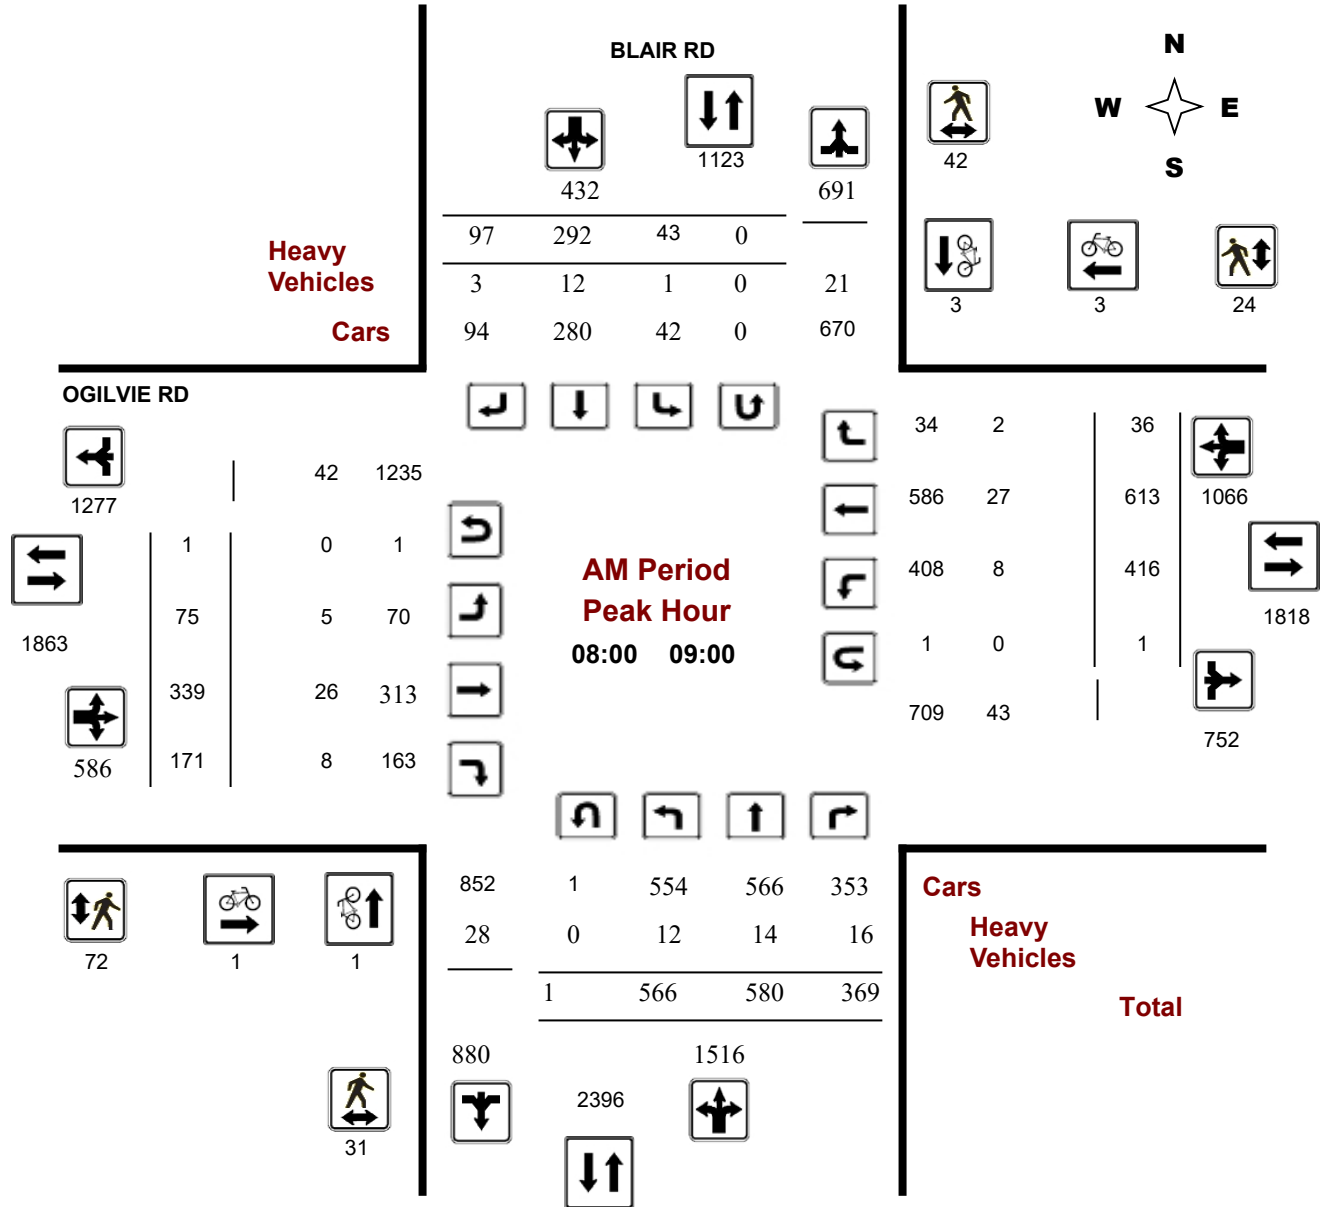 BLAIR RD
N
W E
S
1123
42
432 691
97 292 43 0
Heavy
Vehicles
3 12 1 0 21
3 3 24
Cars
94 280 42 0 670
OGILVIE RD
34 2 36
42 1235
1277
586 27 613 1066
1 0 1
AM Period
408 8 416
Peak Hour
75 5 70
1863
1818
08:00 09:00
1 0 1
339 26 313
709 43
752
586
171 8 163
852 1 554 566 353
Cars
28 0 12 14 16
Heavy
Vehicles
72 1 1
1 566 580 369
Total
880 1516
2396
31